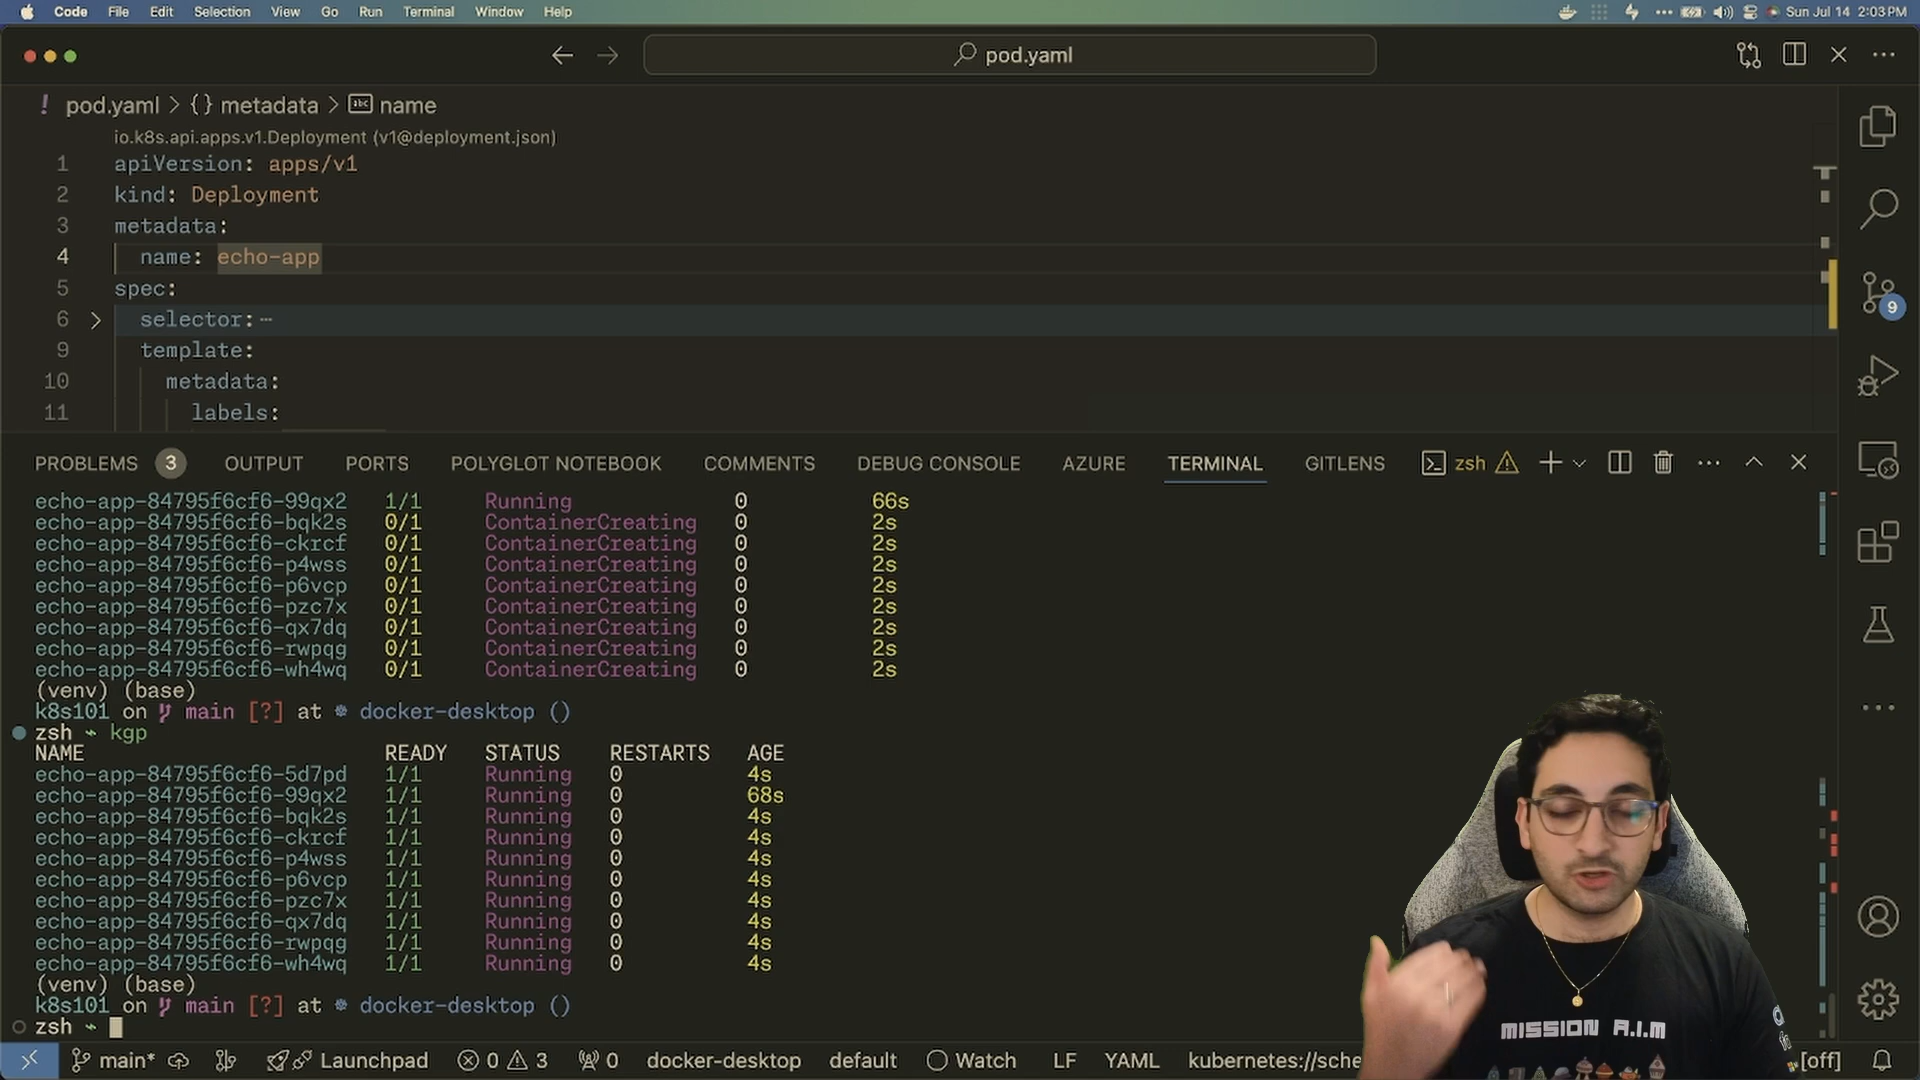 Code File Edit Selection View Go Run Terminal Window Help Sun Jul 14 2:03 PM
pod.yaml
! pod.yaml > {} metadata > abc name
io.k8s.api.apps.v1.Deployment (v1@deployment.json)
1 apiVersion: apps/v1
2 kind: Deployment
3 metadata:
4 name: echo-app
5 spec:
6 > selector:⋯
9 template:
10 metadata:
11 labels:
9
PROBLEMS 3 OUTPUT PORTS POLYGLOT NOTEBOOK COMMENTS DEBUG CONSOLE AZURE TERMINAL GITLENS zsh
echo-app-84795f6cf6-99qx2 1/1 Running 0 66s
echo-app-84795f6cf6-bqk2s 0/1 ContainerCreating 0 2s
echo-app-84795f6cf6-ckrcf 0/1 ContainerCreating 0 2s
echo-app-84795f6cf6-p4wss 0/1 ContainerCreating 0 2s
echo-app-84795f6cf6-p6vcp 0/1 ContainerCreating 0 2s
echo-app-84795f6cf6-pzc7x 0/1 ContainerCreating 0 2s
echo-app-84795f6cf6-qx7dq 0/1 ContainerCreating 0 2s
echo-app-84795f6cf6-rwpqg 0/1 ContainerCreating 0 2s
echo-app-84795f6cf6-wh4wq 0/1 ContainerCreating 0 2s
(venv) (base)
k8s101 on main [?] at ⎈ docker-desktop ()
zsh ~ kgp
NAME READY STATUS RESTARTS AGE
echo-app-84795f6cf6-5d7pd 1/1 Running 0 4s
echo-app-84795f6cf6-99qx2 1/1 Running 0 68s
echo-app-84795f6cf6-bqk2s 1/1 Running 0 4s
echo-app-84795f6cf6-ckrcf 1/1 Running 0 4s
echo-app-84795f6cf6-p4wss 1/1 Running 0 4s
echo-app-84795f6cf6-p6vcp 1/1 Running 0 4s
echo-app-84795f6cf6-pzc7x 1/1 Running 0 4s
echo-app-84795f6cf6-qx7dq 1/1 Running 0 4s
echo-app-84795f6cf6-rwpqg 1/1 Running 0 4s
echo-app-84795f6cf6-wh4wq 1/1 Running 0 4s
(venv) (base)
k8s101 on main [?] at ⎈ docker-desktop ()
zsh ~
MISSION A.I.M
main* Launchpad 0 3 0 docker-desktop default Watch LF YAML kubernetes://sche [off]